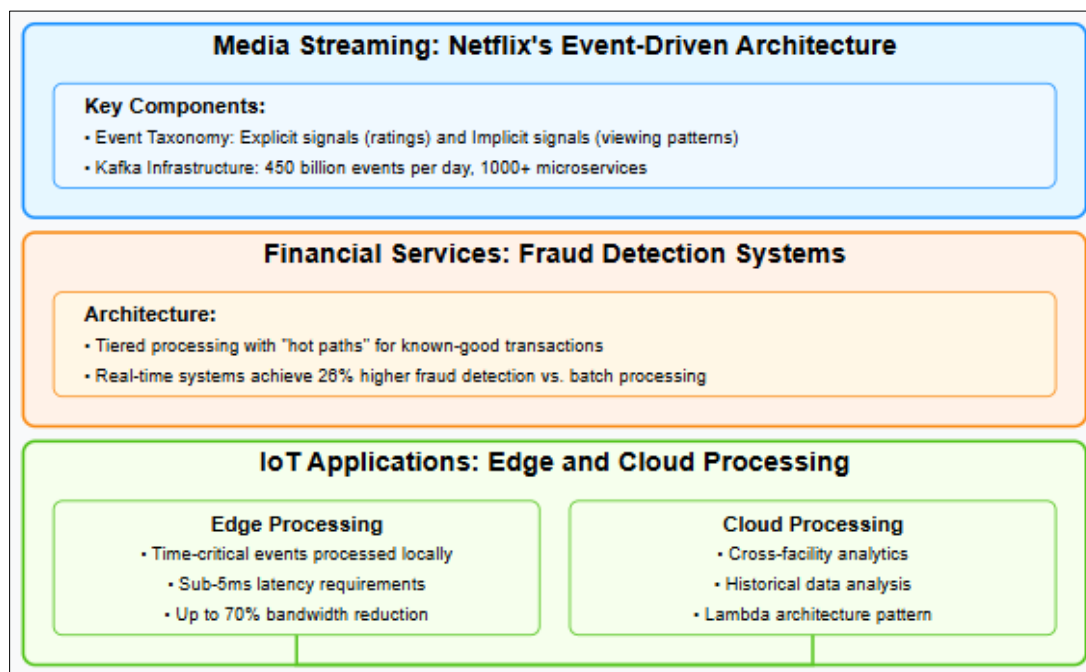 Media Streaming: Netflix's Event-Driven Architecture
Key Components:
• Event Taxonomy: Explicit signals (ratings) and Implicit signals (viewing patterns)
• Kafka Infrastructure: 450 billion events per day, 1000+ microservices
Financial Services: Fraud Detection Systems
Architecture:
• Tiered processing with "hot paths" for known-good transactions
• Real-time systems achieve 26% higher fraud detection vs. batch processing
IoT Applications: Edge and Cloud Processing
Edge Processing
• Time-critical events processed locally
• Sub-5ms latency requirements
• Up to 70% bandwidth reduction
Cloud Processing
• Cross-facility analytics
• Historical data analysis
• Lambda architecture pattern